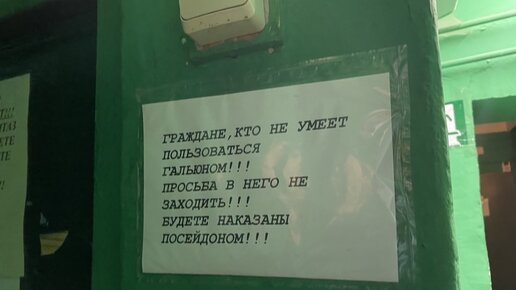 ГРАЖДАНЕ, КТО НЕ УМЕЕТ
ПОЛЬЗОВАТЬСЯ
ГАЛЬЮНОМ!!!
ПРОСЬБА В НЕГО НЕ
ЗАХОДИТЬ!!!
БУДЕТЕ НАКАЗАНЫ
ПОСЕЙДОНОМ!!!